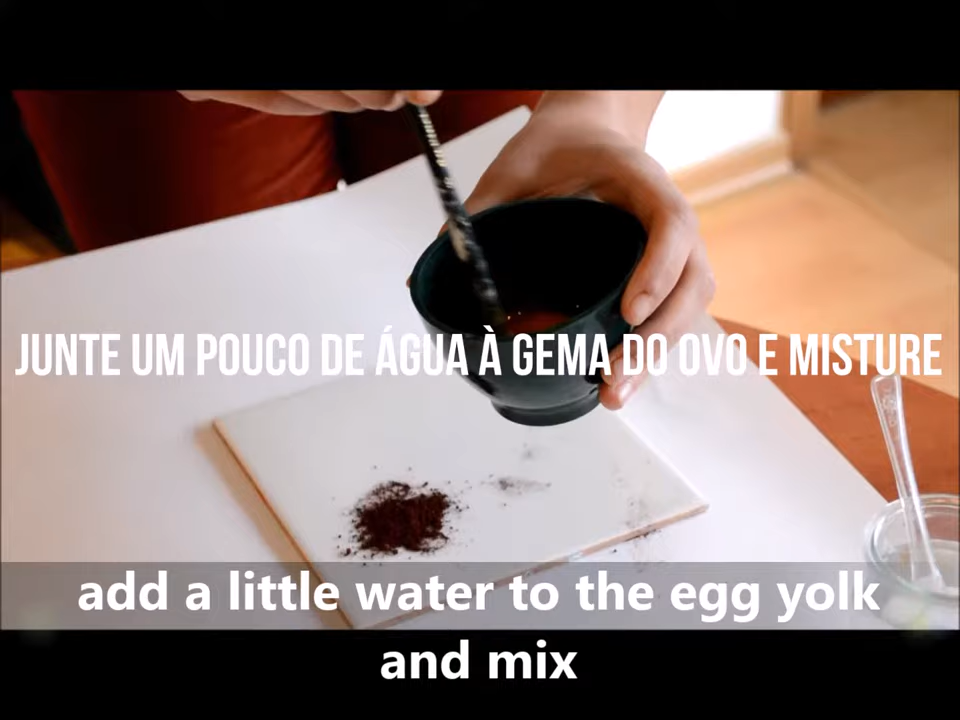 JUNTE UM POUCO DE ÁGUA À GEMA DO OVO E MISTURE
add a little water to the egg yolk
and mix